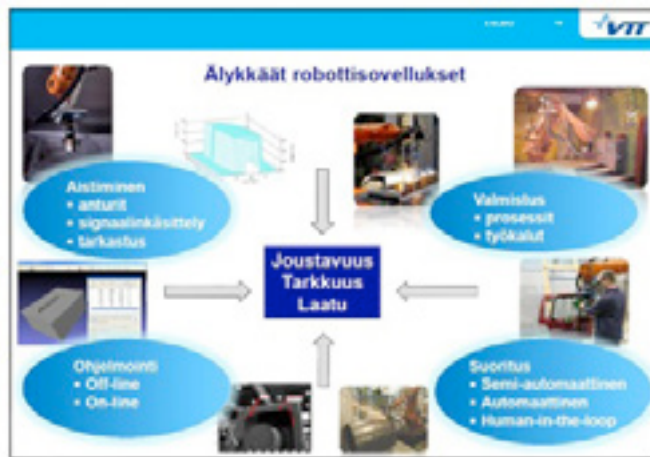 VTT
Älykkäät robottisovellukset
Aistiminen
• anturit
• signaalinkäsittely
• tarkastus
Valmistus
• prosessit
• työkalut
Joustavuus
Tarkkuus
Laatu
Ohjelmointi
• Off-line
• On-line
Suoritus
• Semi-automaattinen
• Automaattinen
• Human-in-the-loop